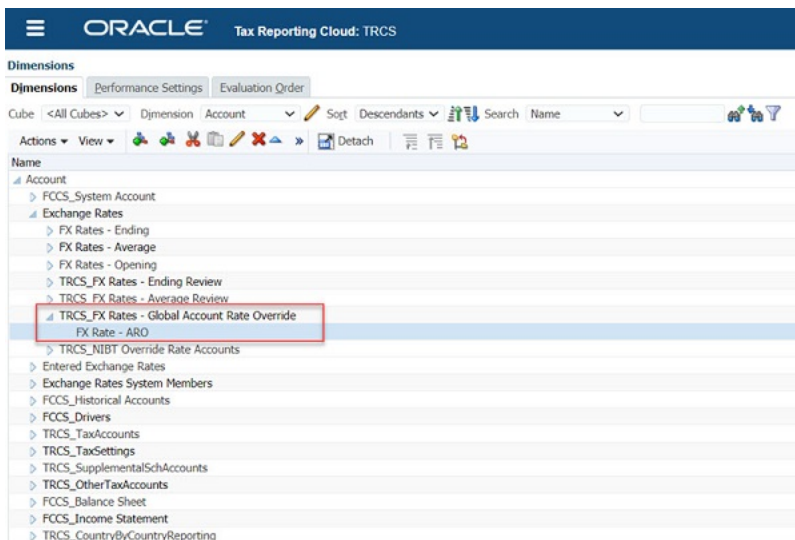 ORACLE Tax Reporting Cloud: TRCS
Dimensions
Dimensions Performance Settings Evaluation Order
Cube <All Cubes> Dimension Account Sort Descendants Search Name
Actions View » Detach
Name
Account
FCCS_System Account
Exchange Rates
FX Rates - Ending
FX Rates - Average
FX Rates - Opening
TRCS_FX Rates - Ending Review
TRCS_FX Rates - Average Review
TRCS_FX Rates - Global Account Rate Override
FX Rate - ARO
TRCS_NIBT Override Rate Accounts
Entered Exchange Rates
Exchange Rates System Members
FCCS_Historical Accounts
FCCS_Drivers
TRCS_TaxAccounts
TRCS_TaxSettings
TRCS_SupplementalSchAccounts
TRCS_OtherTaxAccounts
FCCS_Balance Sheet
FCCS_Income Statement
TRCS_CountryByCountryReporting